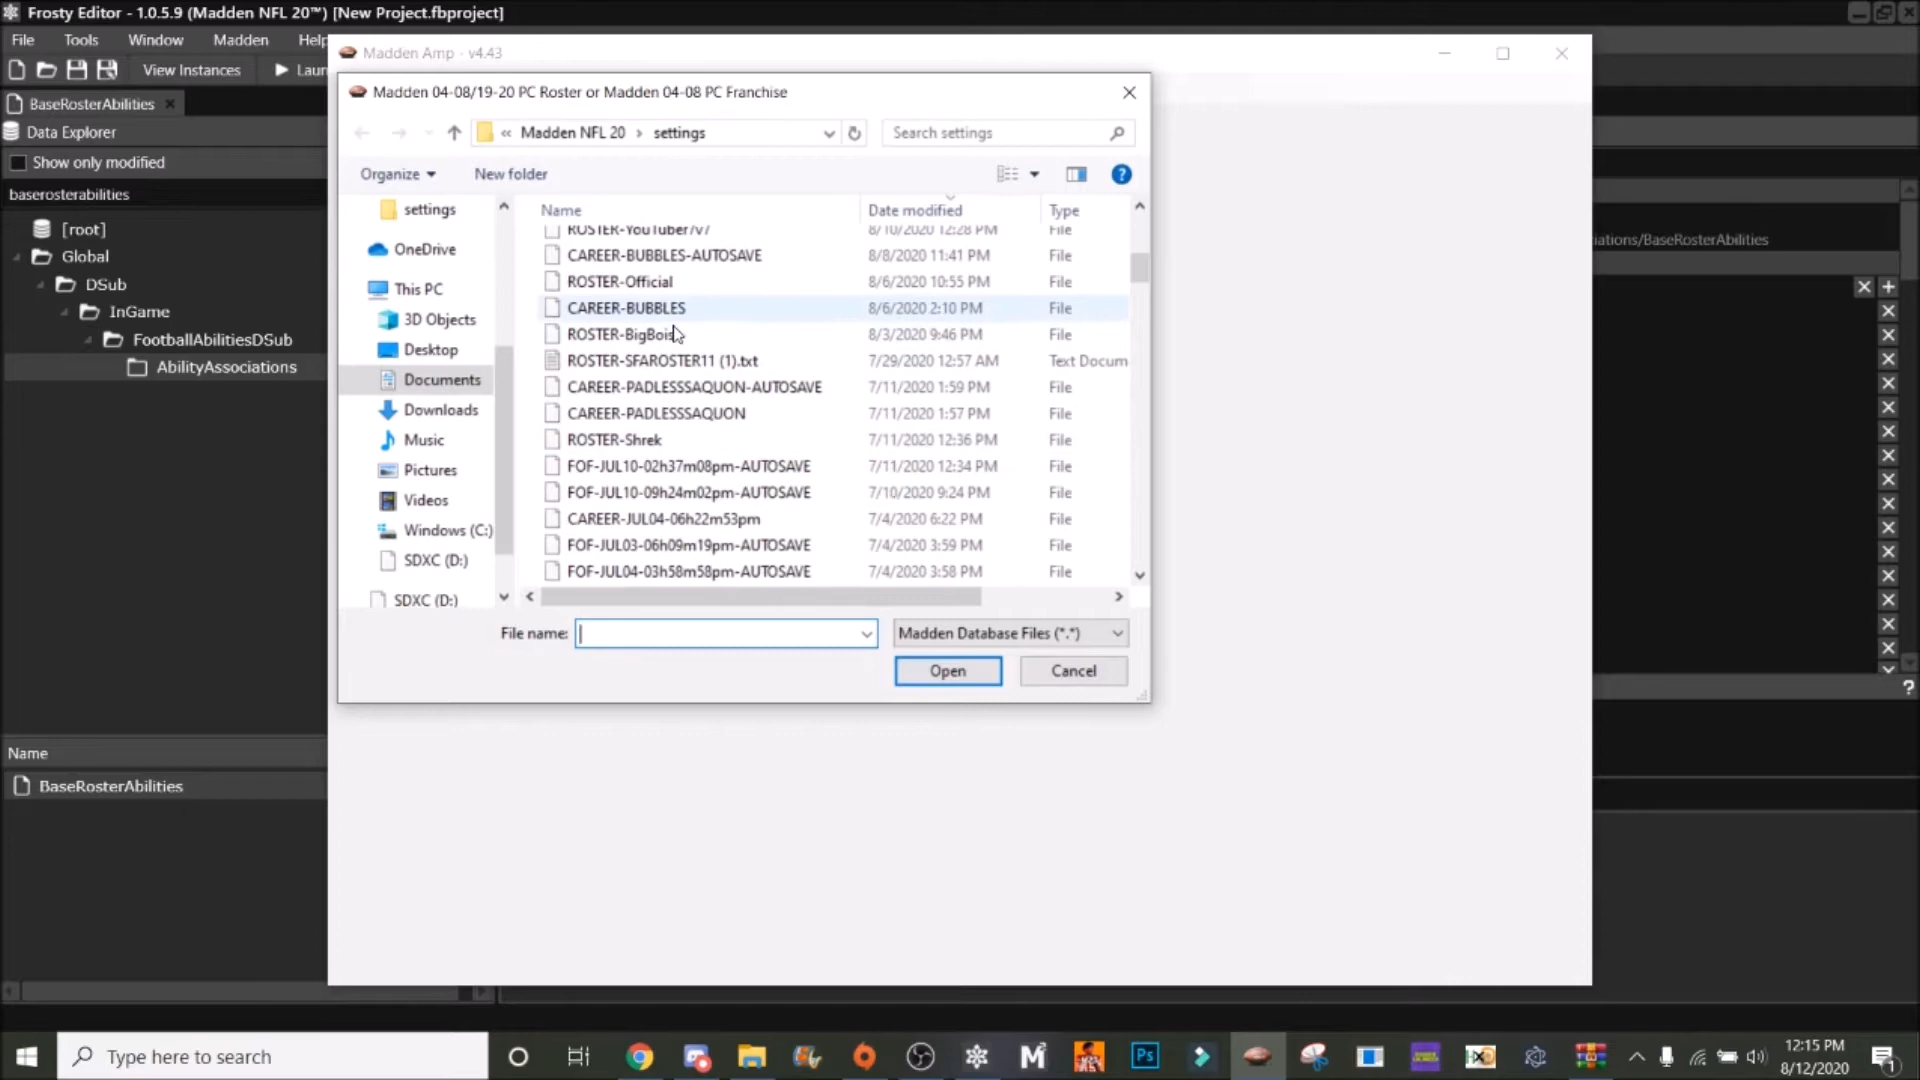 Frosty Editor - 1.0.5.9 (Madden NFL 20™) [New Project.fbproject]
File Tools Window Madden Help
View Instances
BaseRosterAbilities
Data Explorer
Show only modified
baserosterabilities
[root]
Global
DSub
InGame
FootballAbilitiesDSub
AbilityAssociations
Name
BaseRosterAbilities
Madden Amp - v4.43
Madden 04-08/19-20 PC Roster or Madden 04-08 PC Franchise
« Madden NFL 20 › settings
Search settings
Organize
New folder
settings
OneDrive
This PC
3D Objects
Desktop
Documents
Downloads
Music
Pictures
Videos
Windows (C:)
SDXC (D:)
SDXC (D:)
Name Date modified Type
ROSTER-YouTuber7v7 8/10/2020 12:28 PM File
CAREER-BUBBLES-AUTOSAVE 8/8/2020 11:41 PM File
ROSTER-Official 8/6/2020 10:55 PM File
CAREER-BUBBLES 8/6/2020 2:10 PM File
ROSTER-BigBois 8/3/2020 9:46 PM File
ROSTER-SFAROSTER11 (1).txt 7/29/2020 12:57 AM Text Docum
CAREER-PADLESSSAQUON-AUTOSAVE 7/11/2020 1:59 PM File
CAREER-PADLESSSAQUON 7/11/2020 1:57 PM File
ROSTER-Shrek 7/11/2020 12:36 PM File
FOF-JUL10-02h37m08pm-AUTOSAVE 7/11/2020 12:34 PM File
FOF-JUL10-09h24m02pm-AUTOSAVE 7/10/2020 9:24 PM File
CAREER-JUL04-06h22m53pm 7/4/2020 6:22 PM File
FOF-JUL03-06h09m19pm-AUTOSAVE 7/4/2020 3:59 PM File
FOF-JUL04-03h58m58pm-AUTOSAVE 7/4/2020 3:58 PM File
File name:
Madden Database Files (*.*)
Open Cancel
iations/BaseRosterAbilities
Type here to search
Ps
12:15 PM
8/12/2020
1